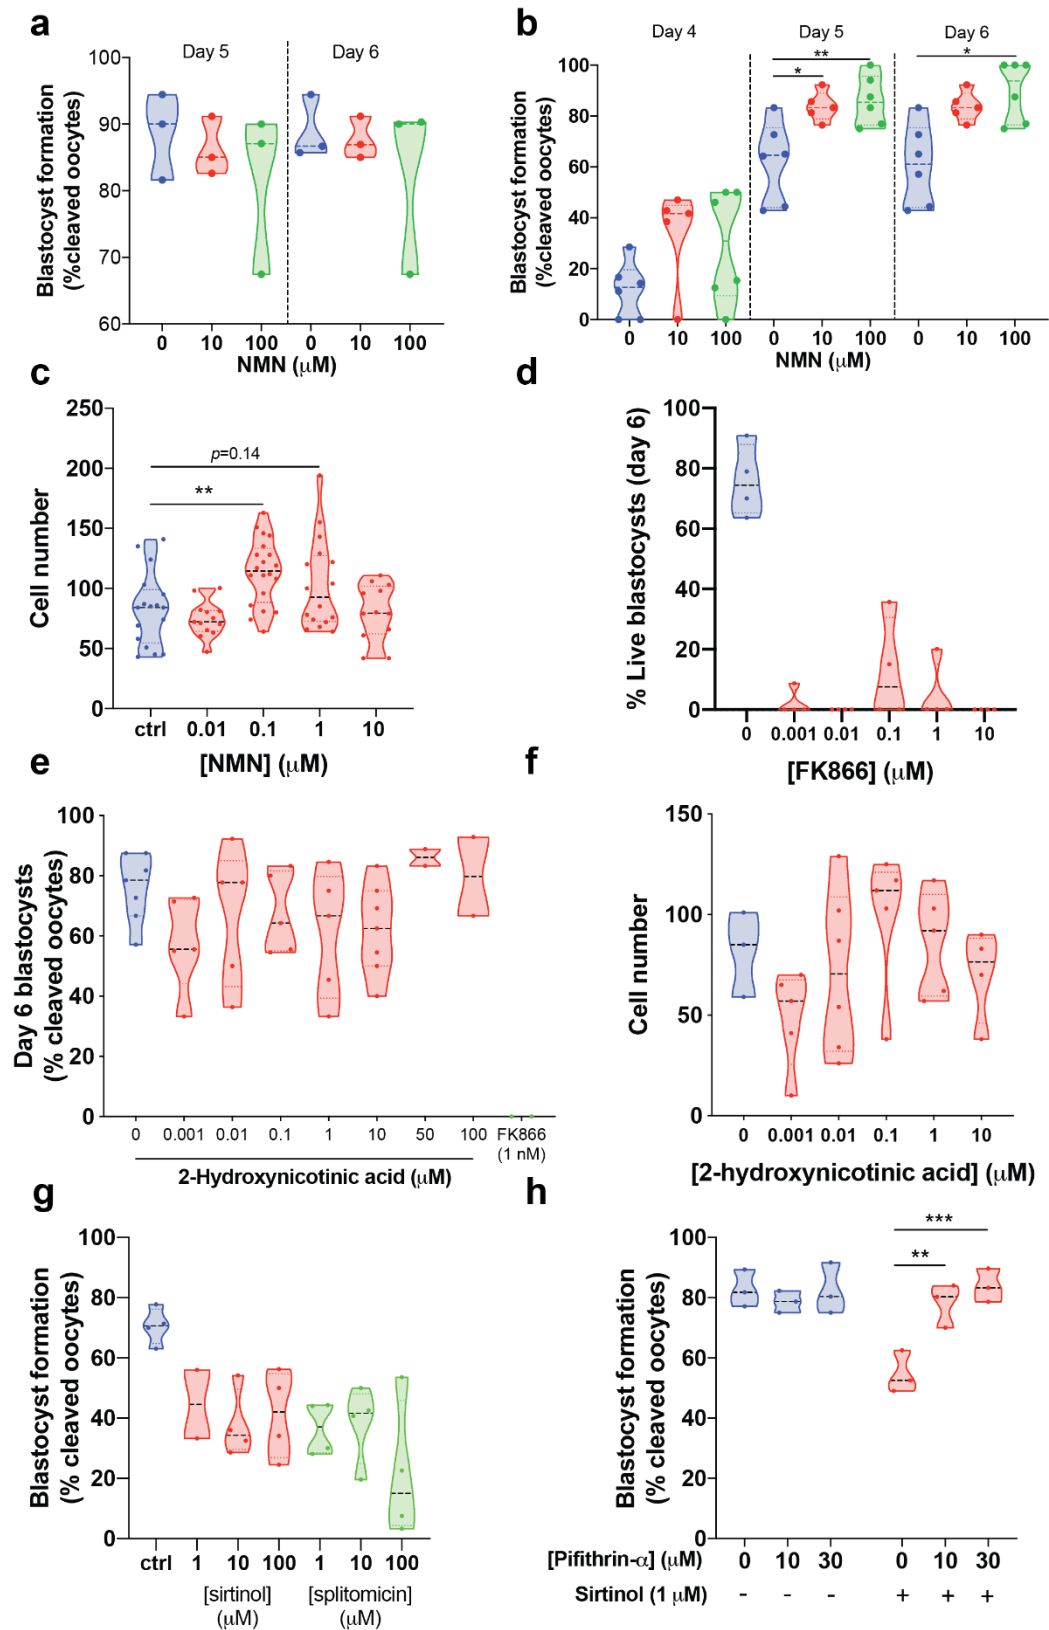 a
Day 5
Day 6
Blastocyst formation
(%cleaved oocytes)
100
90
80
70
60
0
10
100
0
10
100
NMN (μM)
b
Day 4
Day 5
Day 6
**
*
*
Blastocyst formation
(%cleaved oocytes)
100
80
60
40
20
0
0
10
100
0
10
100
0
10
100
NMN (μM)
c
Cell number
250
200
150
100
50
0
p=0.14
**
ctrl
0.01
0.1
1
10
[NMN] (μM)
d
% Live blastocysts (day 6)
100
80
60
40
20
0
0
0.001
0.01
0.1
1
10
[FK866] (μM)
e
Day 6 blastocysts
(% cleaved oocytes)
100
80
60
40
20
0
0
0.001
0.01
0.1
1
10
50
100
FK866
(1 nM)
2-Hydroxynicotinic acid (μM)
f
Cell number
150
100
50
0
0
0.001
0.01
0.1
1
10
[2-hydroxynicotinic acid] (μM)
g
Blastocyst formation
(% cleaved oocytes)
100
80
60
40
20
0
ctrl
1
10
100
1
10
100
[sirtinol]
(μM)
[splitomicin]
(μM)
h
Blastocyst formation
(% cleaved oocytes)
100
80
60
40
20
0
***
**
[Pifithrin-α] (μM)
0
10
30
0
10
30
Sirtinol (1 μM)
-
-
-
+
+
+